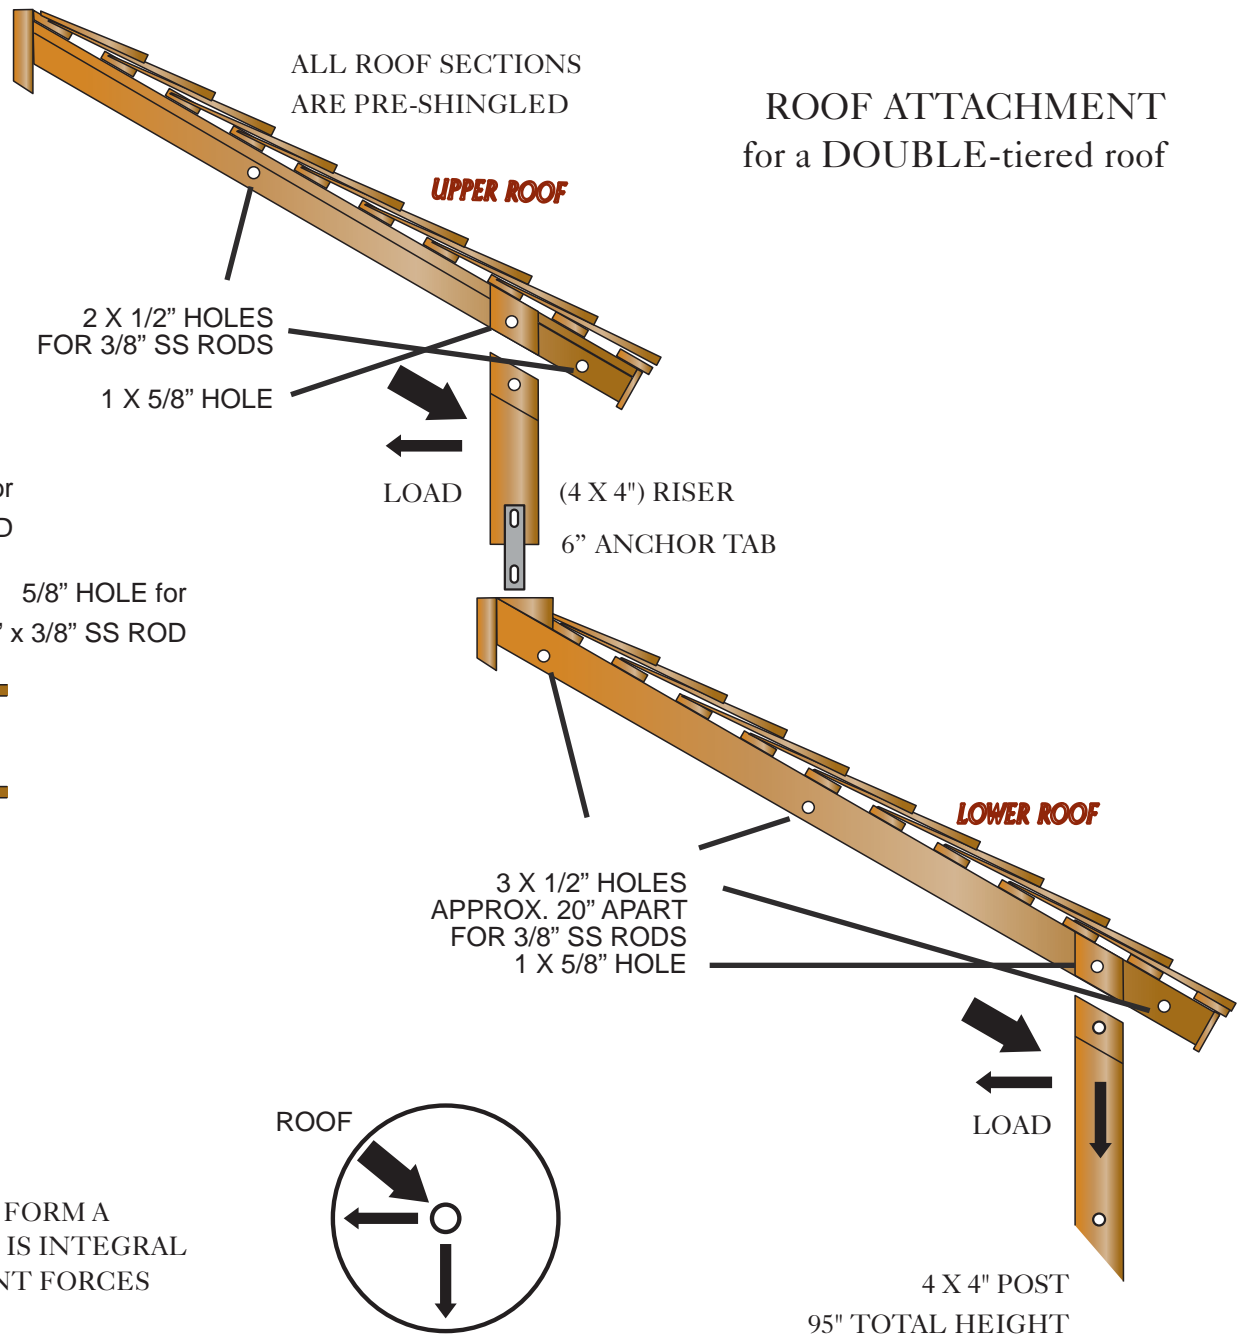 ALL ROOF SECTIONS
ARE PRE-SHINGLED
ROOF ATTACHMENT
for a DOUBLE-tiered roof
UPPER ROOF
2 X 1/2” HOLES
FOR 3/8” SS RODS
1 X 5/8” HOLE
LOAD
(4 X 4") RISER
6” ANCHOR TAB
or
D
5/8” HOLE for
” x 3/8” SS ROD
LOWER ROOF
3 X 1/2” HOLES
APPROX. 20” APART
FOR 3/8” SS RODS
1 X 5/8” HOLE
LOAD
ROOF
FORM A
IS INTEGRAL
NT FORCES
4 X 4" POST
95" TOTAL HEIGHT